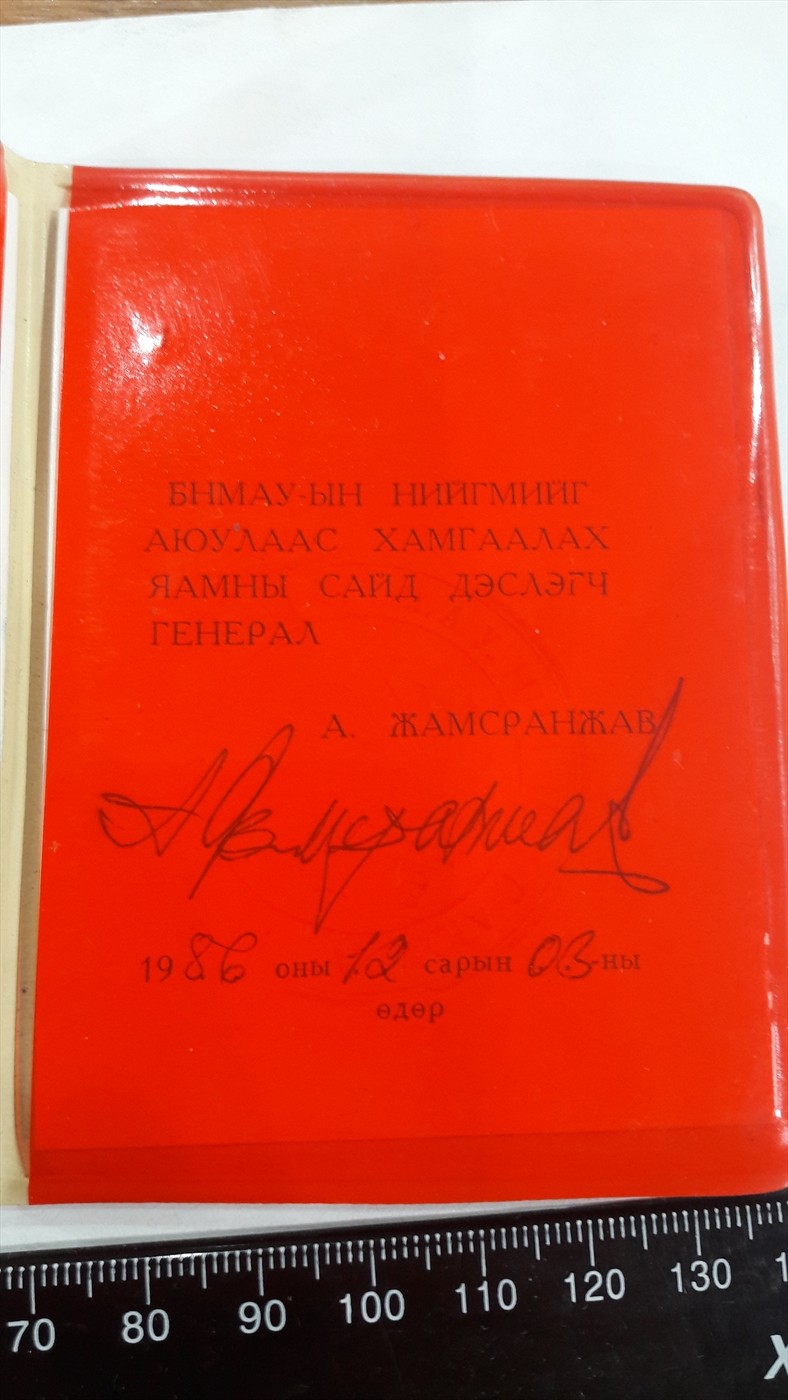 БНМАУ-ЫН НИЙГМИЙГ
АЮУЛААС ХАМГААЛАХ
ЯАМНЫ САЙД ДЭСЛЭГЧ
ГЕНЕРАЛ
А. ЖАМСРАНЖАВ
1986 оны 12 сарын 03-ны
өдөр
70 80 90 100 110 120 130